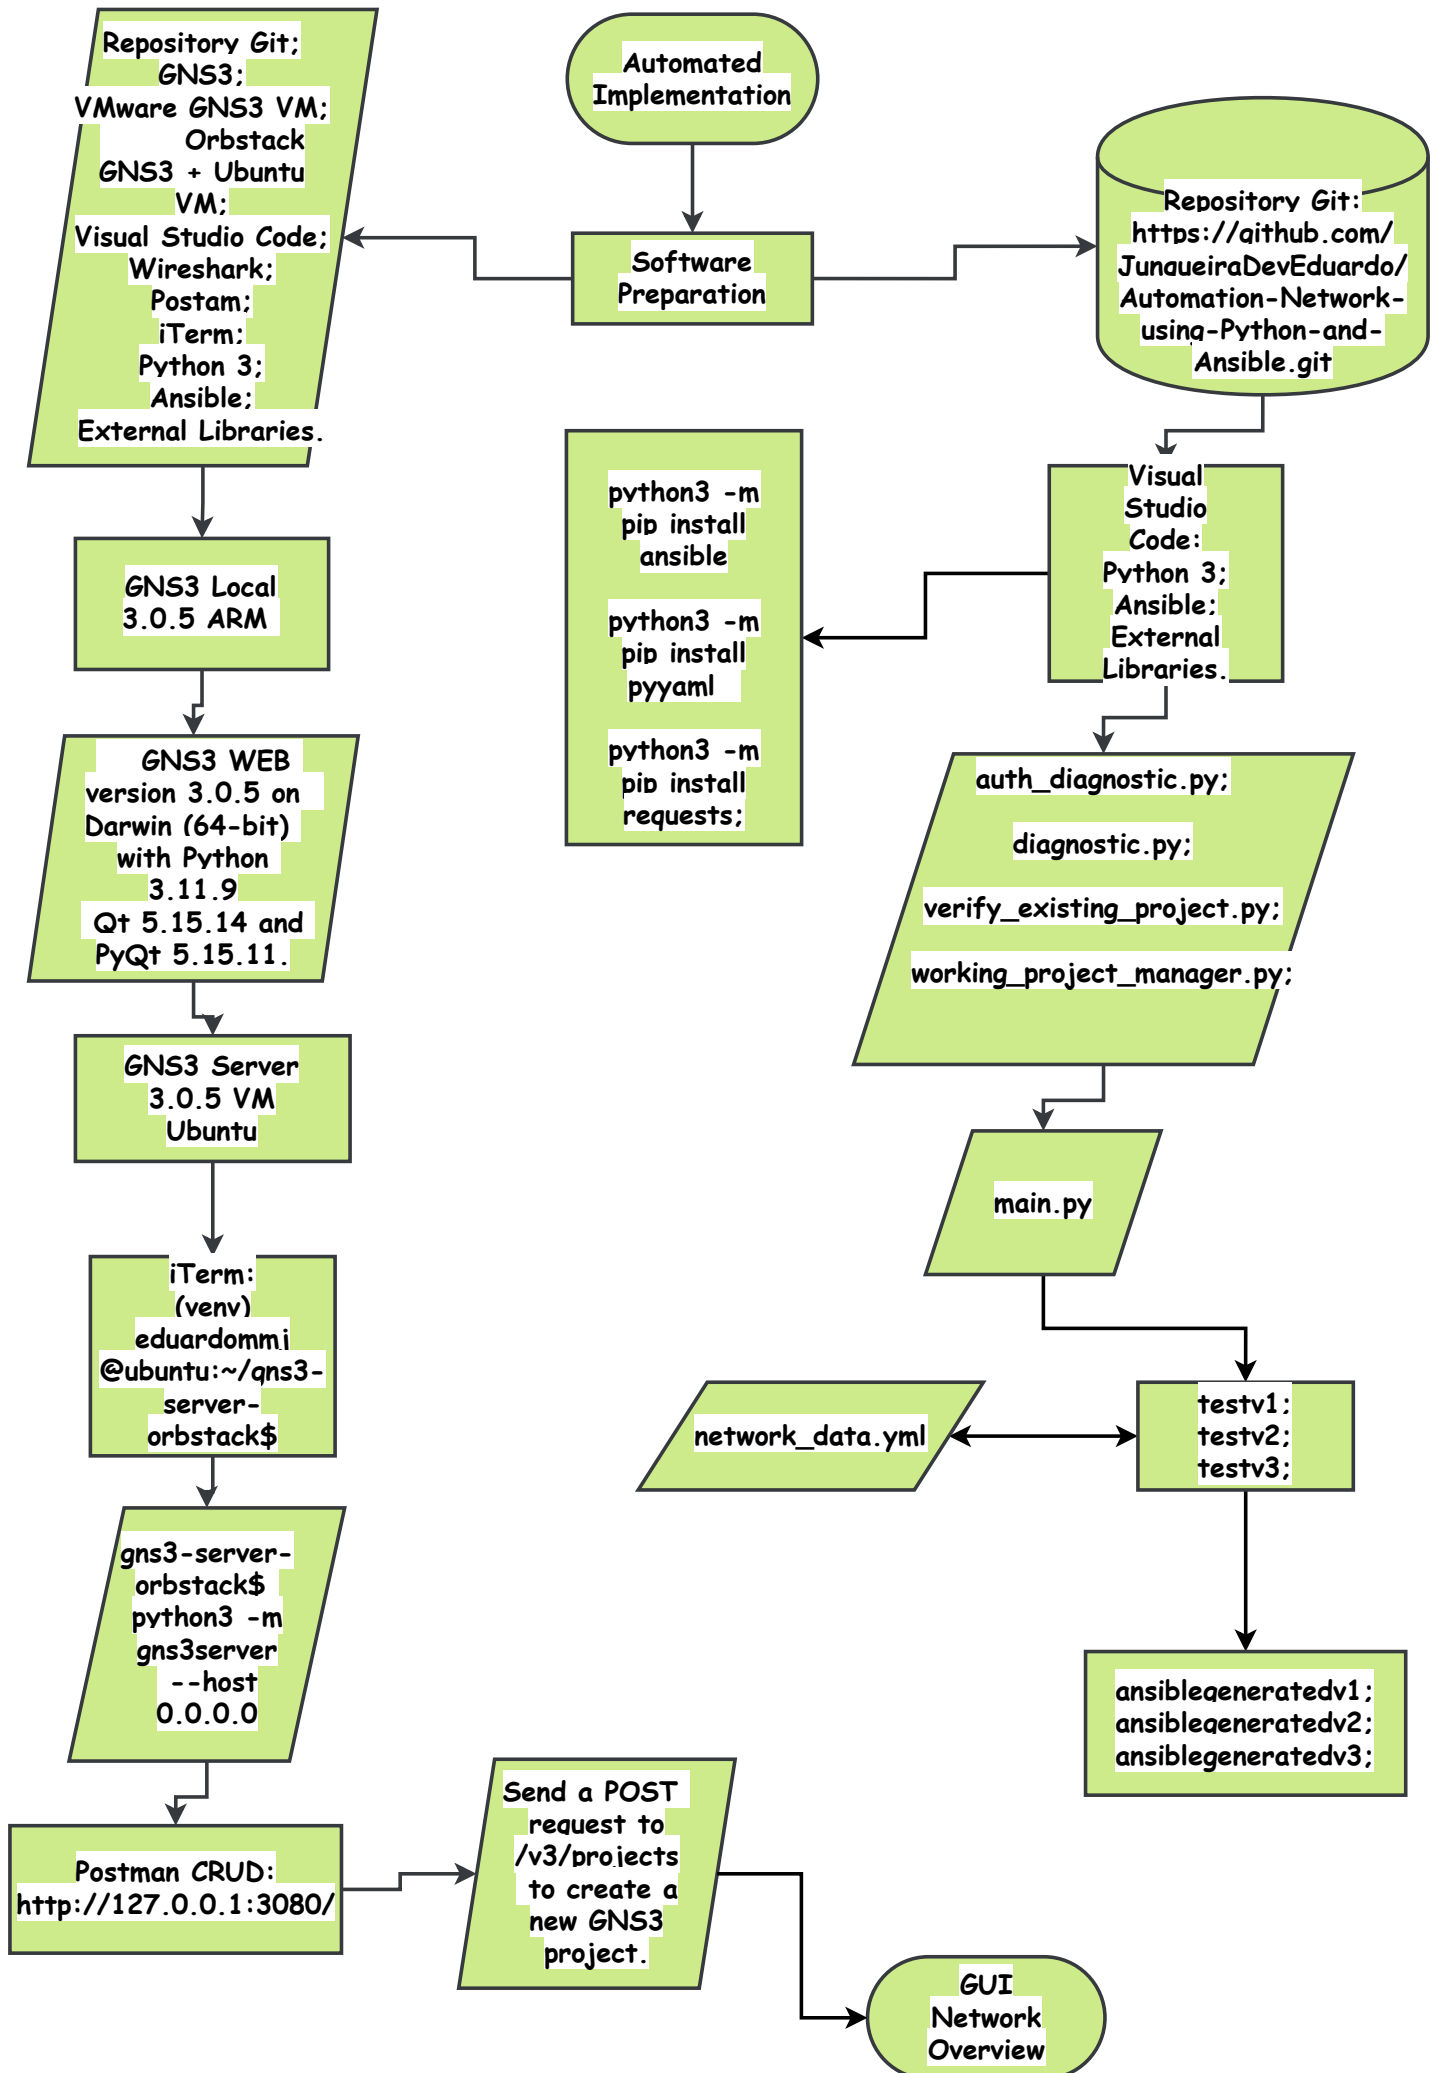 Automated
Implementation
Software
Preparation
Repository Git;
GNS3;
VMware GNS3 VM;
Orbstack
GNS3 + Ubuntu
VM;
Visual Studio Code;
Wireshark;
Postam;
iTerm;
Python 3;
Ansible;
External Libraries.
GNS3 Local
3.0.5 ARM
GNS3 WEB
version 3.0.5 on
Darwin (64-bit)
with Python
3.11.9
Qt 5.15.14 and
PyQt 5.15.11.
GNS3 Server
3.0.5 VM
Ubuntu
iTerm:
(venv)
eduardommj
@ubuntu:~/gns3-
server-
orbstack$
gns3-server-
orbstack$
python3 -m
gns3server
--host
0.0.0.0
Postman CRUD:
http://127.0.0.1:3080/
Send a POST
request to
/v3/projects
to create a
new GNS3
project.
GUI
Network
Overview
Repository Git:
https://github.com/
JunqueiraDevEduardo/
Automation-Network-
using-Python-and-
Ansible.git
Visual
Studio
Code:
Python 3;
Ansible;
External
Libraries.
python3 -m
pip install
ansible
python3 -m
pip install
pyyaml
python3 -m
pip install
requests;
auth_diagnostic.py;
diagnostic.py;
verify_existing_project.py;
working_project_manager.py;
main.py
testv1;
testv2;
testv3;
network_data.yml
ansiblegeneratedv1;
ansiblegeneratedv2;
ansiblegeneratedv3;